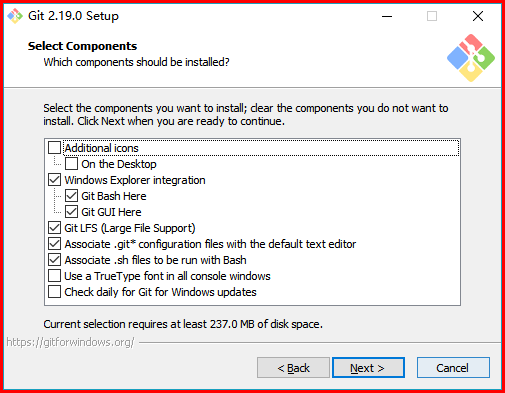 Git 2.19.0 Setup
Select Components
Which components should be installed?
Select the components you want to install; clear the components you do not want to
install. Click Next when you are ready to continue.
Additional icons
On the Desktop
Windows Explorer integration
Git Bash Here
Git GUI Here
Git LFS (Large File Support)
Associate .git* configuration files with the default text editor
Associate .sh files to be run with Bash
Use a TrueType font in all console windows
Check daily for Git for Windows updates
Current selection requires at least 237.0 MB of disk space.
https://gitforwindows.org/
< Back
Next >
Cancel